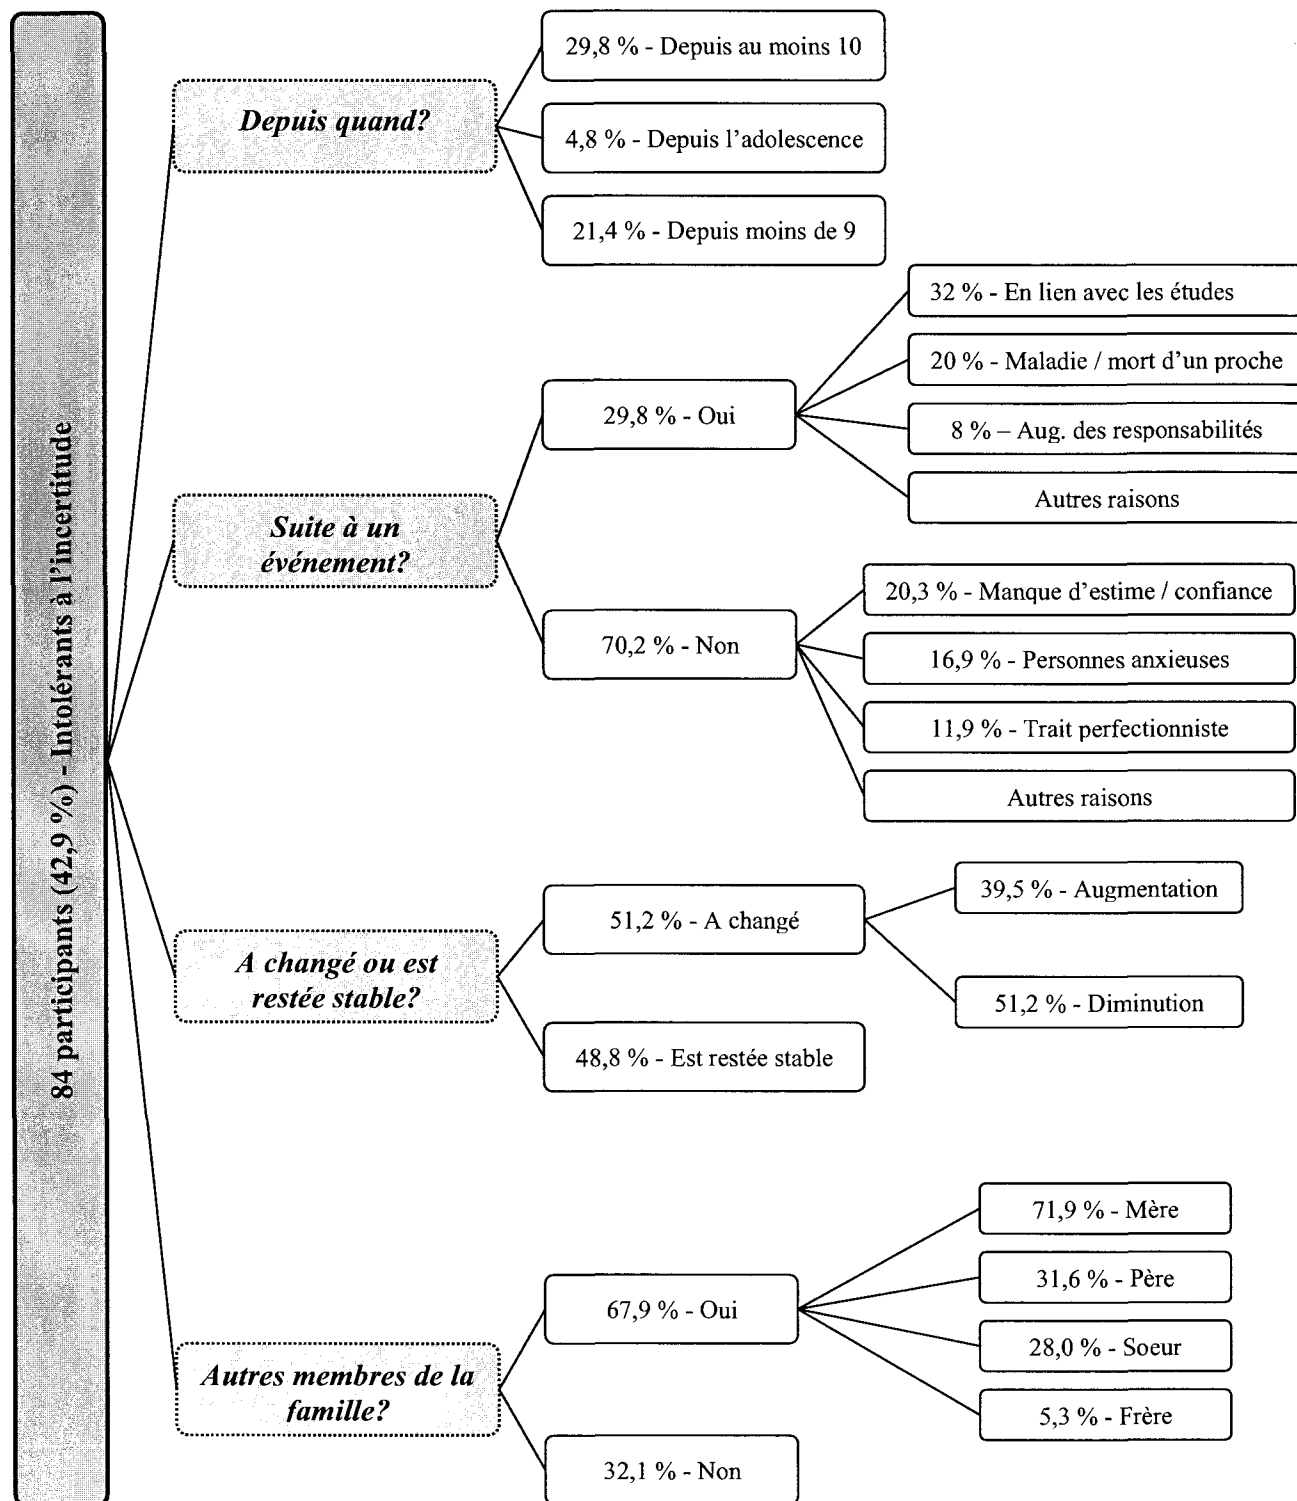 84 participants (42,9 %) - Intolérants à l'incertitude
Depuis quand?
29,8 % - Depuis au moins 10
4,8 % - Depuis l'adolescence
21,4 % - Depuis moins de 9
Suite à un
événement?
29,8 % - Oui
32 % - En lien avec les études
20 % - Maladie / mort d'un proche
8 % – Aug. des responsabilités
Autres raisons
70,2 % - Non
20,3 % - Manque d'estime / confiance
16,9 % - Personnes anxieuses
11,9 % - Trait perfectionniste
Autres raisons
A changé ou est
restée stable?
51,2 % - A changé
39,5 % - Augmentation
51,2 % - Diminution
48,8 % - Est restée stable
Autres membres de la
famille?
67,9 % - Oui
71,9 % - Mère
31,6 % - Père
28,0 % - Soeur
5,3 % - Frère
32,1 % - Non